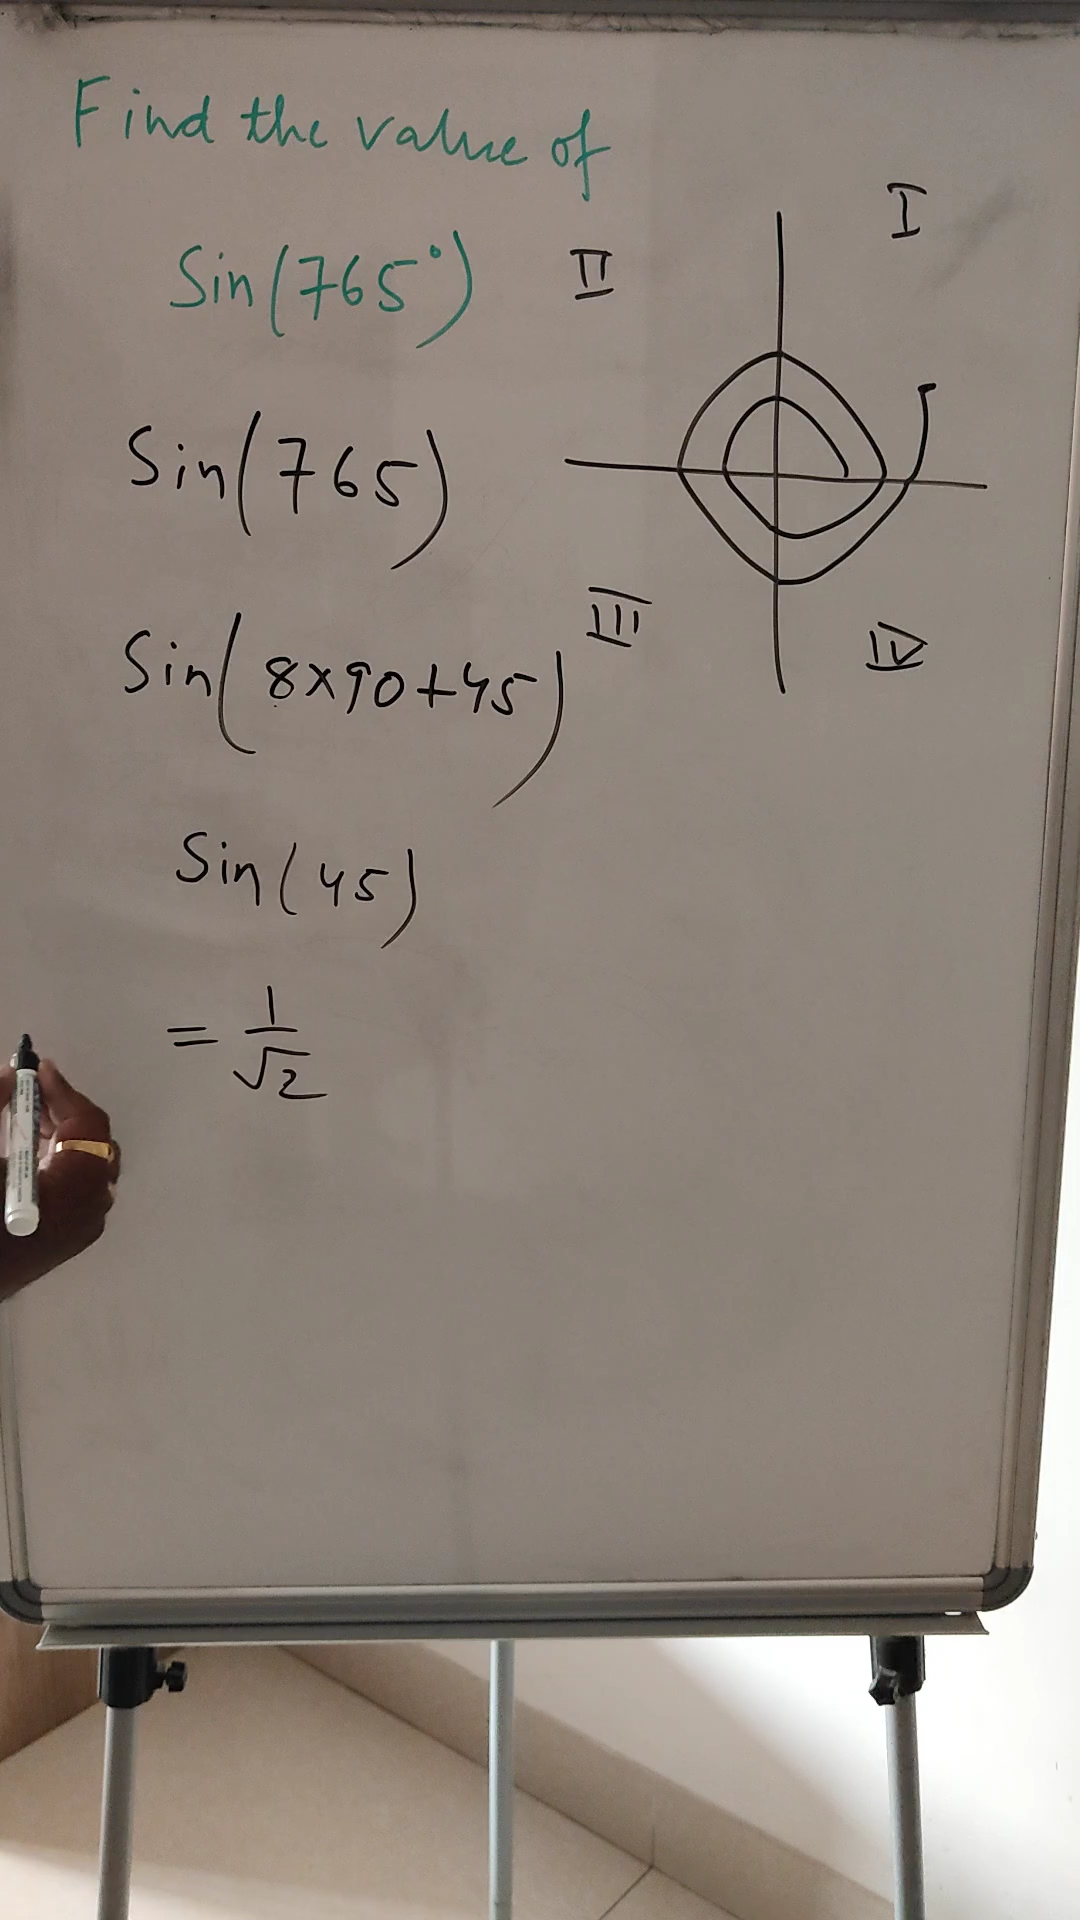 Find the value of
Sin(765°)
Sin(765)
Sin(8×90+45)
Sin(45)
= 1/√2
I
II
III
IV